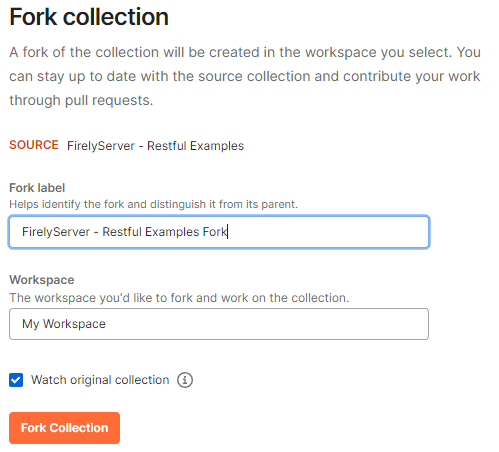 Fork collection
A fork of the collection will be created in the workspace you select. You
can stay up to date with the source collection and contribute your work
through pull requests.
SOURCE FirelyServer - Restful Examples
Fork label
Helps identify the fork and distinguish it from its parent.
FirelyServer - Restful Examples Fork
Workspace
The workspace you'd like to fork and work on the collection.
My Workspace
Watch original collection
Fork Collection